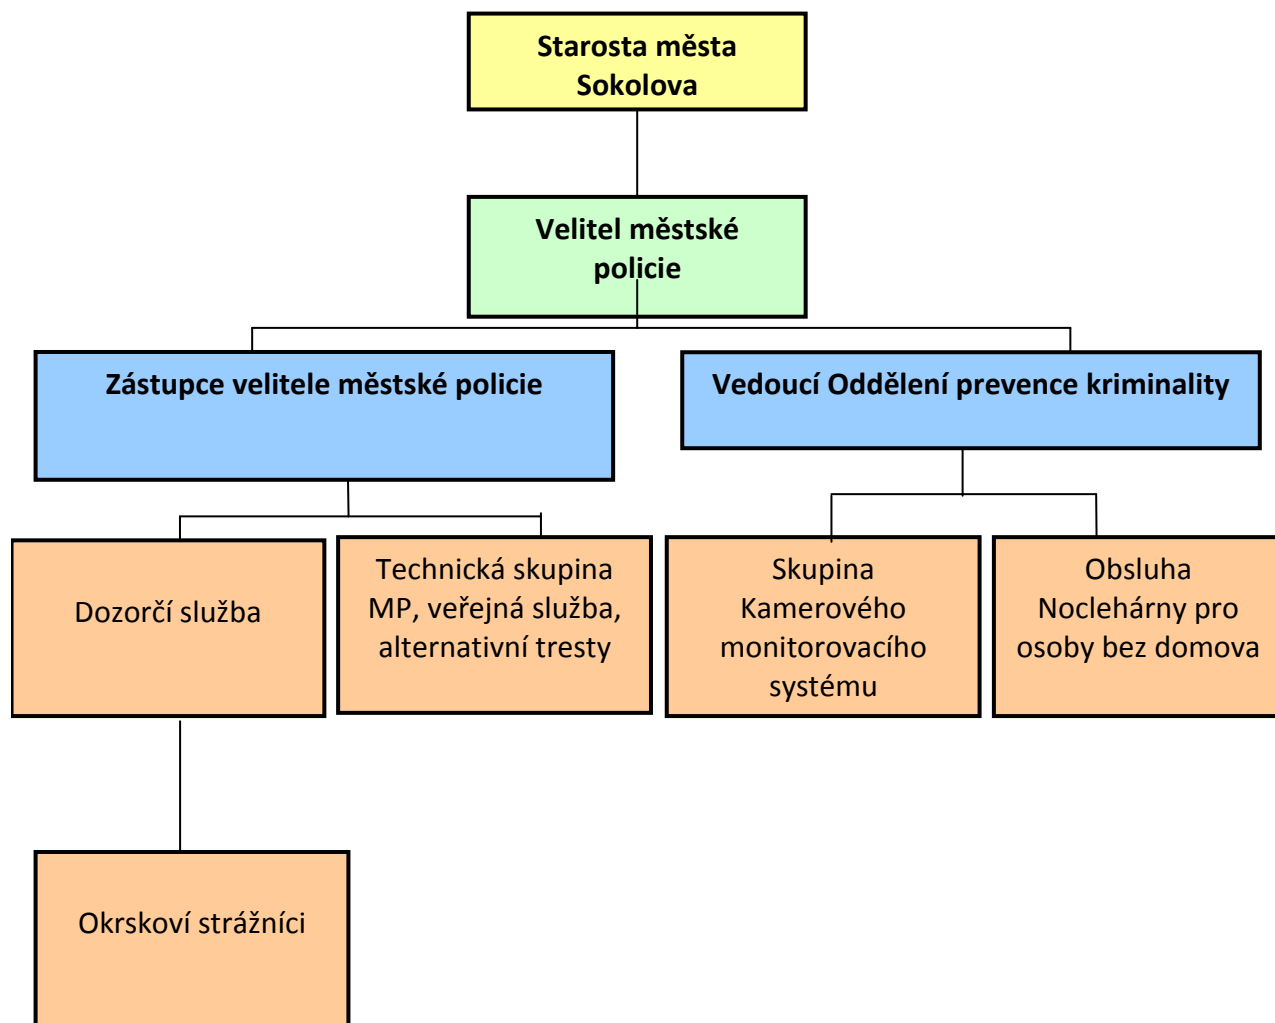 Starosta města
Sokolova
Velitel městské
policie
Zástupce velitele městské policie
Vedoucí Oddělení prevence kriminality
Dozorčí služba
Technická skupina
MP, veřejná služba,
alternativní tresty
Skupina
Kamerového
monitorovacího
systému
Obsluha
Noclehárny pro
osoby bez domova
Okrskoví strážníci